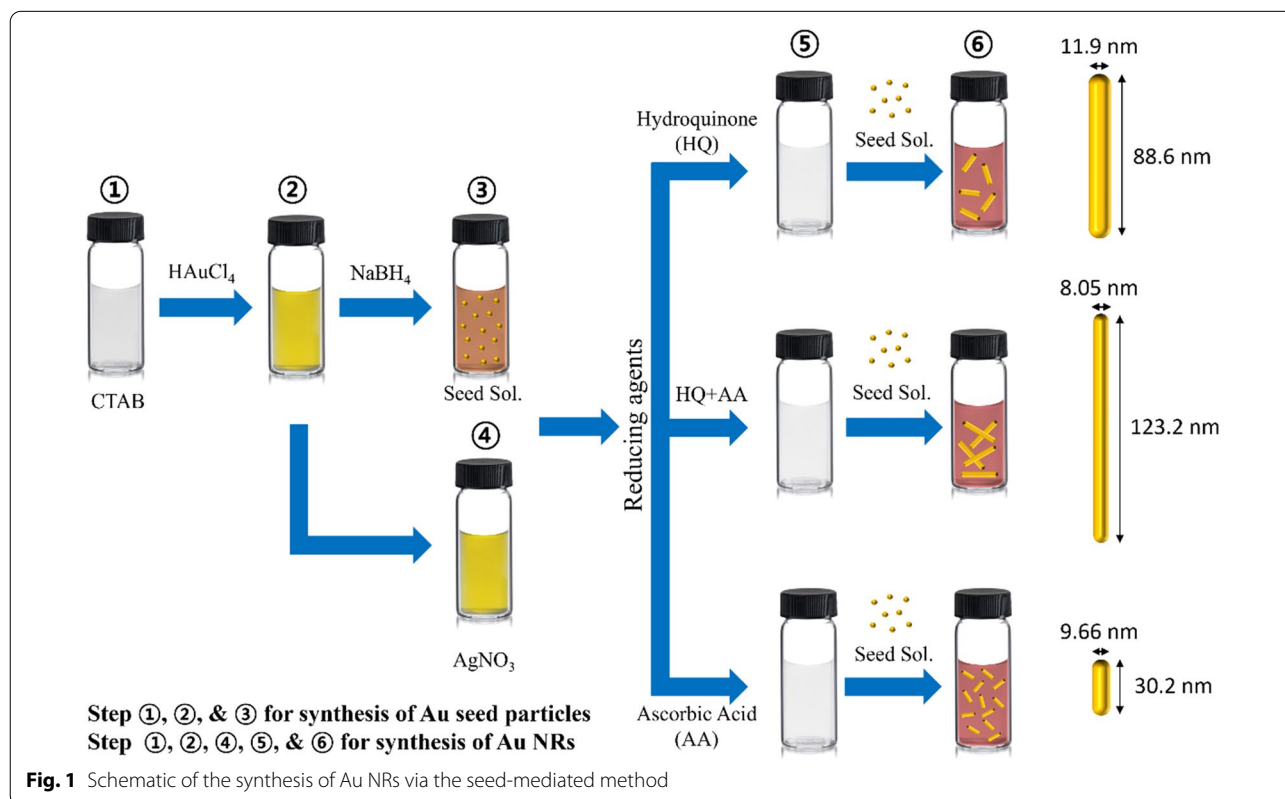 ①
②
③
HAuCl₄
NaBH₄
CTAB
Seed Sol.
④
AgNO₃
Reducing agents
Hydroquinone
(HQ)
⑤
Seed Sol.
⑥
11.9 nm
88.6 nm
HQ+AA
Seed Sol.
8.05 nm
123.2 nm
Ascorbic Acid
(AA)
Seed Sol.
9.66 nm
30.2 nm
Step ①, ②, & ③ for synthesis of Au seed particles
Step ①, ②, ④, ⑤, & ⑥ for synthesis of Au NRs
Fig. 1 Schematic of the synthesis of Au NRs via the seed-mediated method